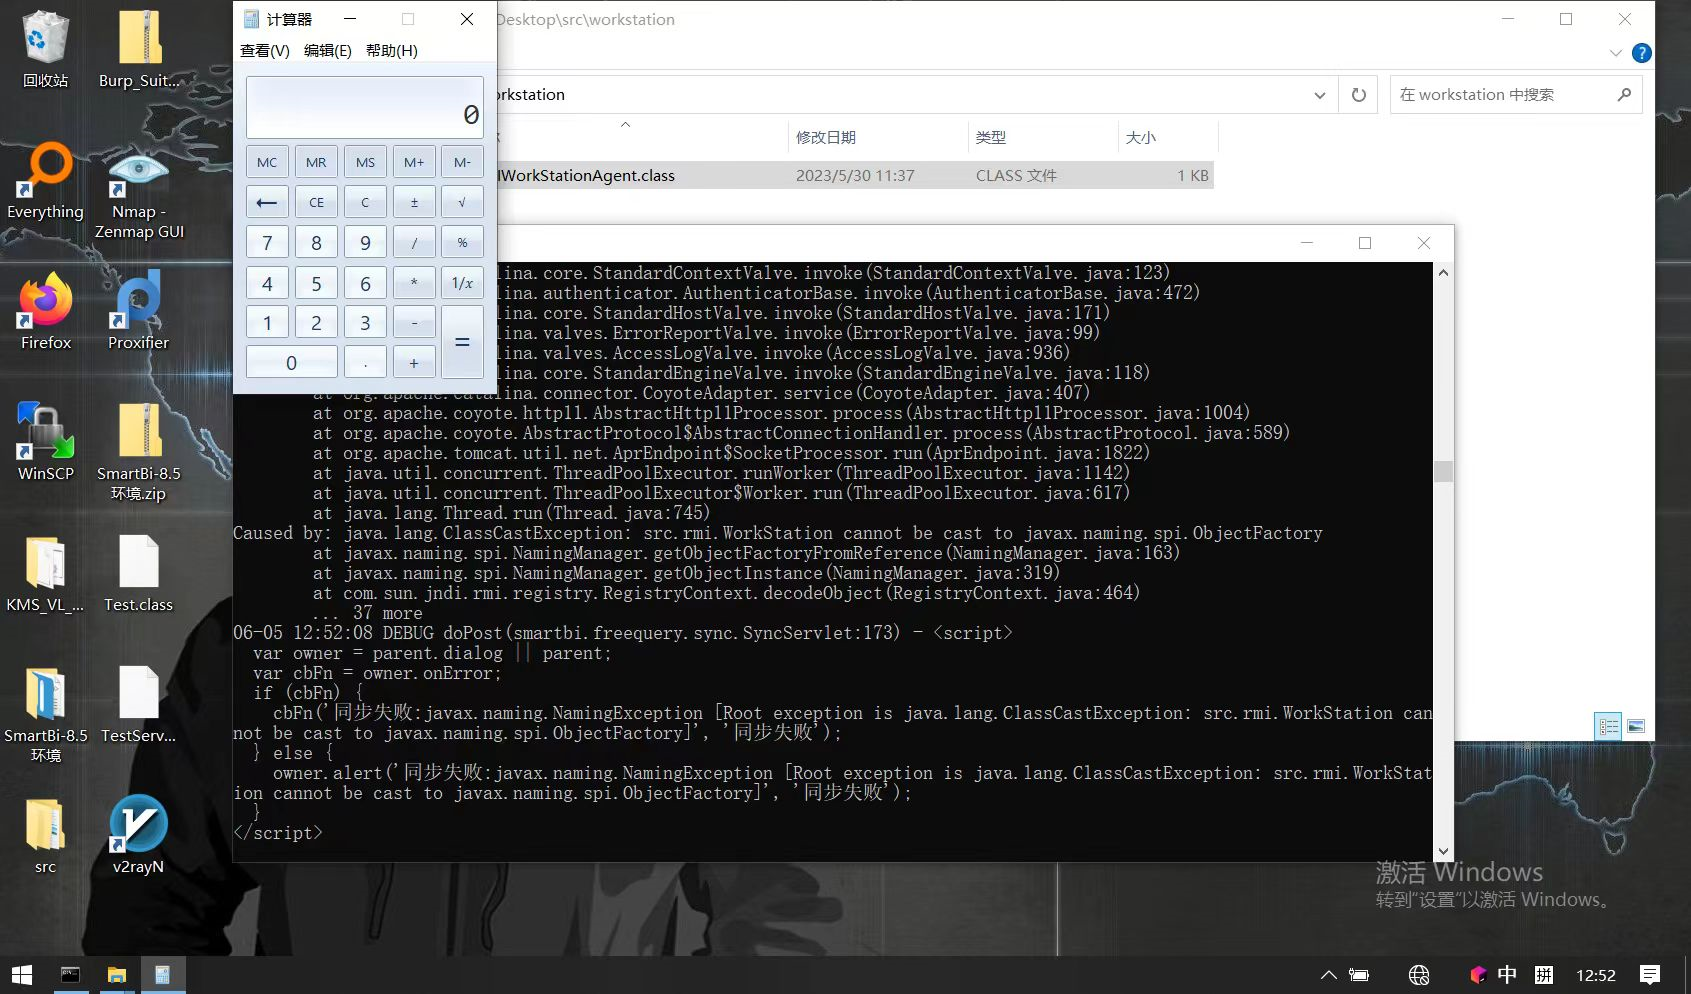 回收站
Burp_Suit...
Everything
Nmap -
Zenmap GUI
Firefox
Proxifier
WinSCP
SmartBi-8.5
环境.zip
KMS_VL_...
Test.class
SmartBi-8.5
环境
TestServ...
src
v2rayN
计算器
查看(V) 编辑(E) 帮助(H)
0
MC MR MS M+ M-
← CE C ± √
7 8 9 / %
4 5 6 * 1/x
1 2 3 - =
0 . +
Desktop\src\workstation
?
orkstation
在 workstation 中搜索
修改日期 类型 大小
IWorkStationAgent.class 2023/5/30 11:37 CLASS 文件 1 KB
lina.core.StandardContextValve.invoke(StandardContextValve.java:123)
lina.authenticator.AuthenticatorBase.invoke(AuthenticatorBase.java:472)
lina.core.StandardHostValve.invoke(StandardHostValve.java:171)
lina.valves.ErrorReportValve.invoke(ErrorReportValve.java:99)
lina.valves.AccessLogValve.invoke(AccessLogValve.java:936)
lina.core.StandardEngineValve.invoke(StandardEngineValve.java:118)
at org.apache.catalina.connector.CoyoteAdapter.service(CoyoteAdapter.java:407)
at org.apache.coyote.http11.AbstractHttp11Processor.process(AbstractHttp11Processor.java:1004)
at org.apache.coyote.AbstractProtocol$AbstractConnectionHandler.process(AbstractProtocol.java:589)
at org.apache.tomcat.util.net.AprEndpoint$SocketProcessor.run(AprEndpoint.java:1822)
at java.util.concurrent.ThreadPoolExecutor.runWorker(ThreadPoolExecutor.java:1142)
at java.util.concurrent.ThreadPoolExecutor$Worker.run(ThreadPoolExecutor.java:617)
at java.lang.Thread.run(Thread.java:745)
Caused by: java.lang.ClassCastException: src.rmi.WorkStation cannot be cast to javax.naming.spi.ObjectFactory
at javax.naming.spi.NamingManager.getObjectFactoryFromReference(NamingManager.java:163)
at javax.naming.spi.NamingManager.getObjectInstance(NamingManager.java:319)
at com.sun.jndi.rmi.registry.RegistryContext.decodeObject(RegistryContext.java:464)
... 37 more
06-05 12:52:08 DEBUG doPost(smartbi.freequery.sync.SyncServlet:173) - <script>
var owner = parent.dialog || parent;
var cbFn = owner.onError;
if (cbFn) {
cbFn('同步失败:javax.naming.NamingException [Root exception is java.lang.ClassCastException: src.rmi.WorkStation can
not be cast to javax.naming.spi.ObjectFactory]', '同步失败');
} else {
owner.alert('同步失败:javax.naming.NamingException [Root exception is java.lang.ClassCastException: src.rmi.WorkStat
ion cannot be cast to javax.naming.spi.ObjectFactory]', '同步失败');
}
</script>
激活 Windows
转到"设置"以激活 Windows。
中 拼 12:52